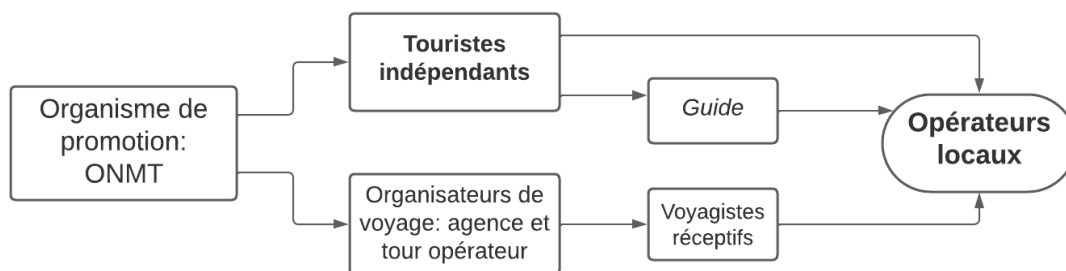 Organisme de
promotion:
ONMT
Touristes
indépendants
Guide
Opérateurs
locaux
Organisateurs de
voyage: agence et
tour opérateur
Voyagistes
réceptifs